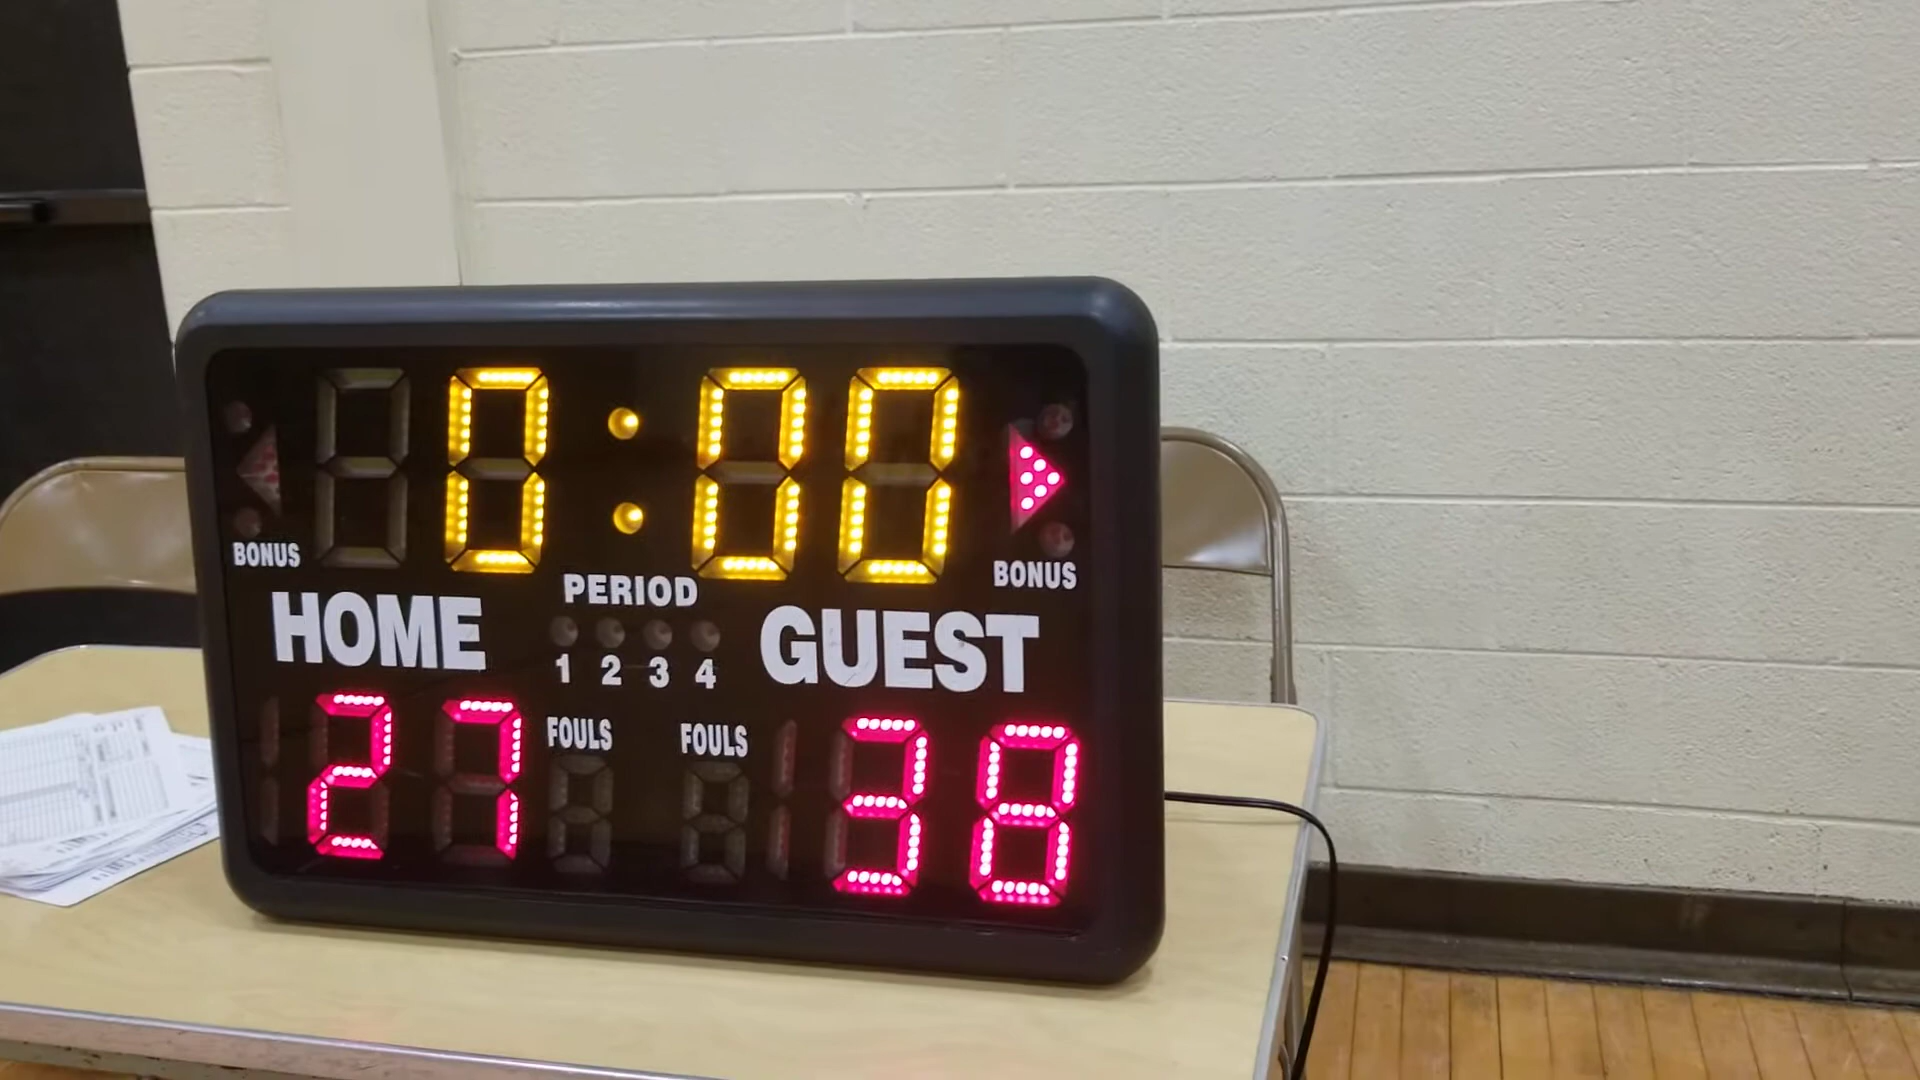 0:00
BONUS
BONUS
PERIOD
HOME
GUEST
1 2 3 4
27
FOULS
FOULS
38